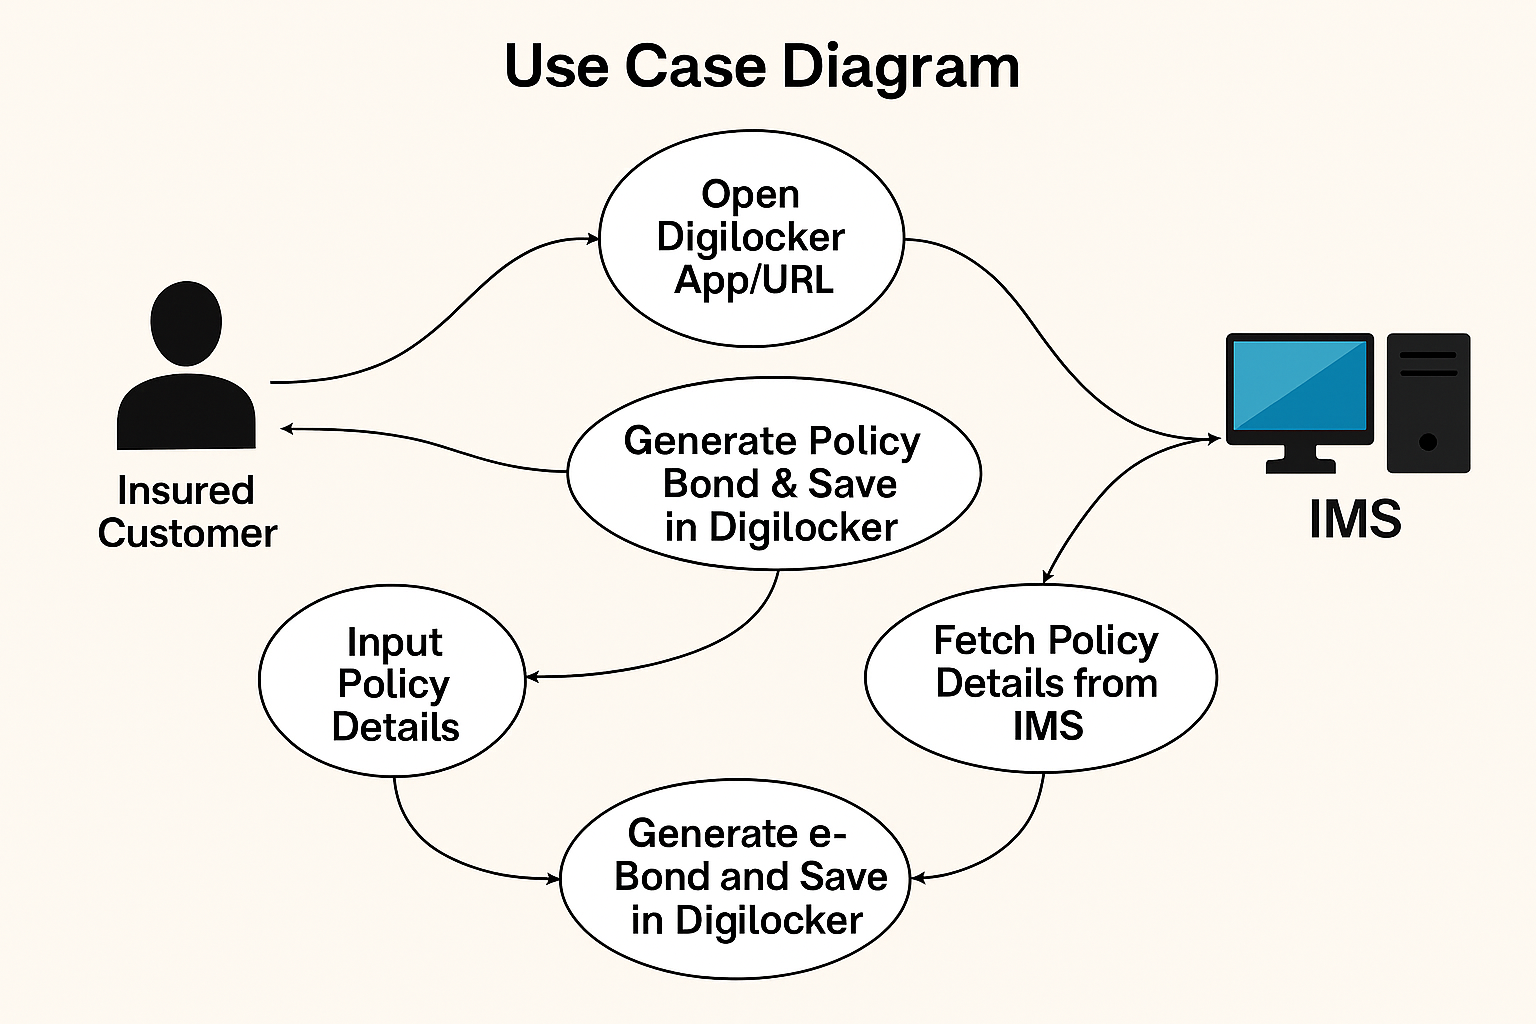 Use Case Diagram
Open
Digilocker
App/URL
Insured
Customer
Generate Policy
Bond & Save
in Digilocker
IMS
Input
Policy
Details
Fetch Policy
Details from
IMS
Generate e-
Bond and Save
in Digilocker